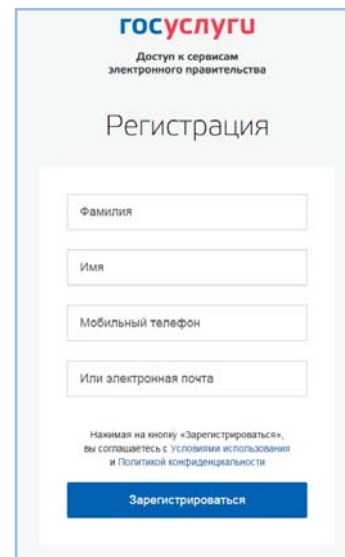 госуслуги
Доступ к сервисам
электронного правительства
Регистрация
Фамилия
Имя
Мобильный телефон
Или электронная почта
Нажимая на кнопку «Зарегистрироваться»,
вы соглашаетесь с Условиями использования
и Политикой конфиденциальности
Зарегистрироваться